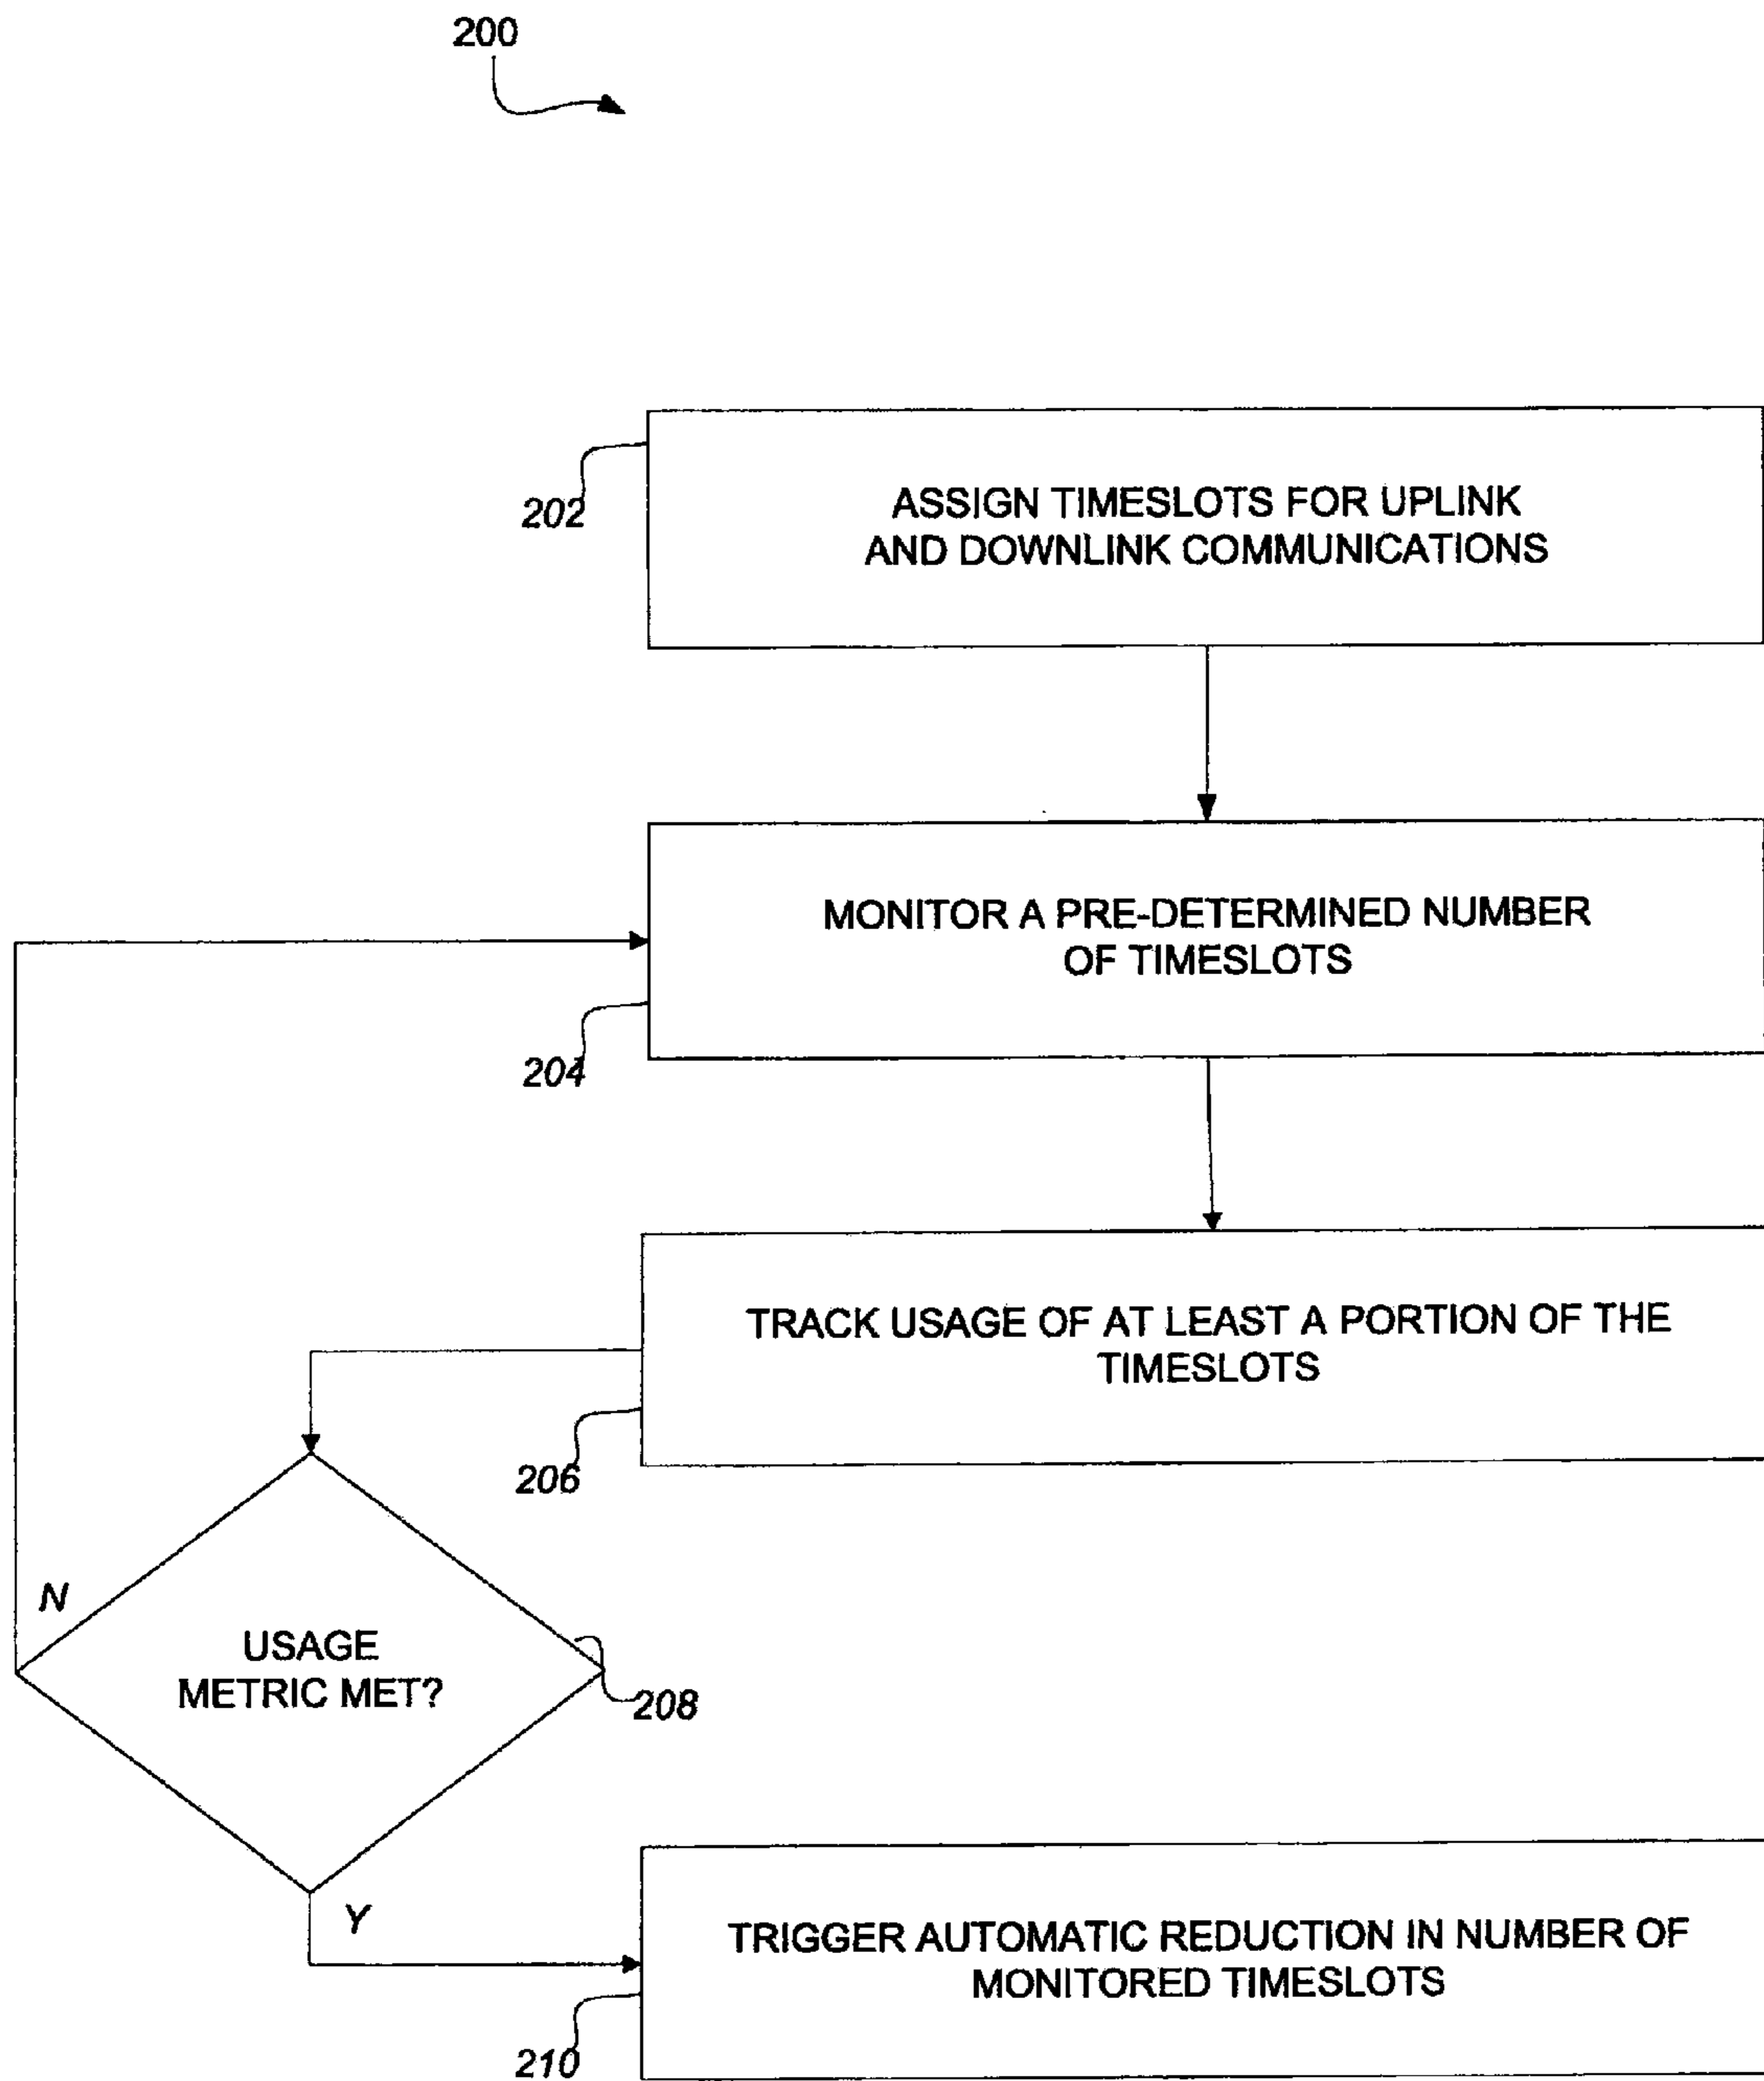 200
202
ASSIGN TIMESLOTS FOR UPLINK
AND DOWNLINK COMMUNICATIONS
MONITOR A PRE-DETERMINED NUMBER
OF TIMESLOTS
204
TRACK USAGE OF AT LEAST A PORTION OF THE
TIMESLOTS
206
N
USAGE
METRIC MET?
208
Y
TRIGGER AUTOMATIC REDUCTION IN NUMBER OF
MONITORED TIMESLOTS
210